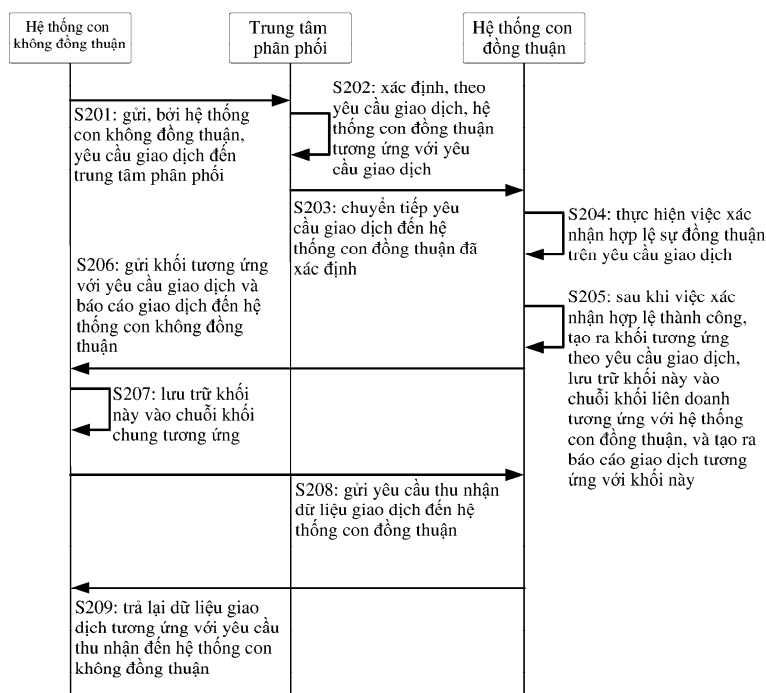 Hệ thống con
không đồng thuận
Trung tâm
phân phối
Hệ thống con
đồng thuận
S201: gửi, bởi hệ thống
con không đồng thuận,
yêu cầu giao dịch đến
trung tâm phân phối
S202: xác định, theo
yêu cầu giao dịch, hệ
thống con đồng thuận
tương ứng với yêu
cầu giao dịch
S203: chuyển tiếp yêu
cầu giao dịch đến hệ
thống con đồng thuận đã
xác định
S204: thực hiện việc xác
nhận hợp lệ sự đồng thuận
trên yêu cầu giao dịch
S205: sau khi việc xác
nhận hợp lệ thành công,
tạo ra khối tương ứng
theo yêu cầu giao dịch,
lưu trữ khối này vào
chuỗi khối liên doanh
tương ứng với hệ thống
con đồng thuận, và tạo ra
báo cáo giao dịch tương
ứng với khối này
S206: gửi khối tương ứng
với yêu cầu giao dịch và
báo cáo giao dịch đến hệ
thống con không đồng
thuận
S207: lưu trữ khối
này vào chuỗi khối
chung tương ứng
S208: gửi yêu cầu thu nhận
dữ liệu giao dịch đến hệ
thống con đồng thuận
S209: trả lại dữ liệu giao
dịch tương ứng với yêu cầu
thu nhận đến hệ thống con
không đồng thuận